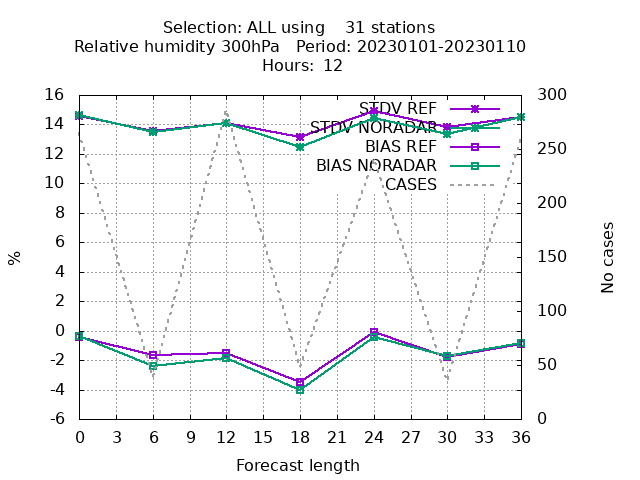 Selection: ALL using    31 stations
Relative humidity 300hPa   Period: 20230101-20230110
Hours:  12
16
14
12
10
8
6
4
2
0
-2
-4
-6
%
STDV REF
STDV NORADAR
BIAS REF
BIAS NORADAR
CASES
300
250
200
150
100
50
0
No cases
0 3 6 9 12 15 18 21 24 27 30 33 36
Forecast length